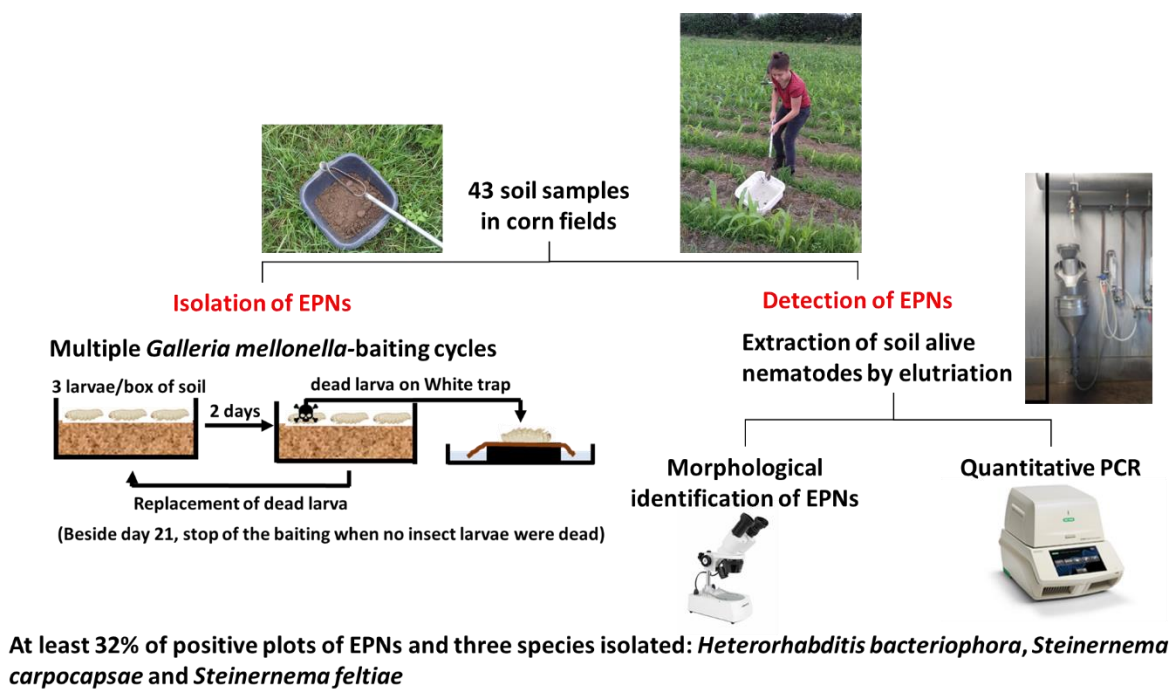 43 soil samples
in corn fields
Isolation of EPNs
Multiple Galleria mellonella-baiting cycles
3 larvae/box of soil
2 days
dead larva on White trap
Replacement of dead larva
(Beside day 21, stop of the baiting when no insect larvae were dead)
Detection of EPNs
Extraction of soil alive
nematodes by elutriation
Morphological
identification of EPNs
Quantitative PCR
At least 32% of positive plots of EPNs and three species isolated: Heterorhabditis bacteriophora, Steinernema
carpocapsae and Steinernema feltiae